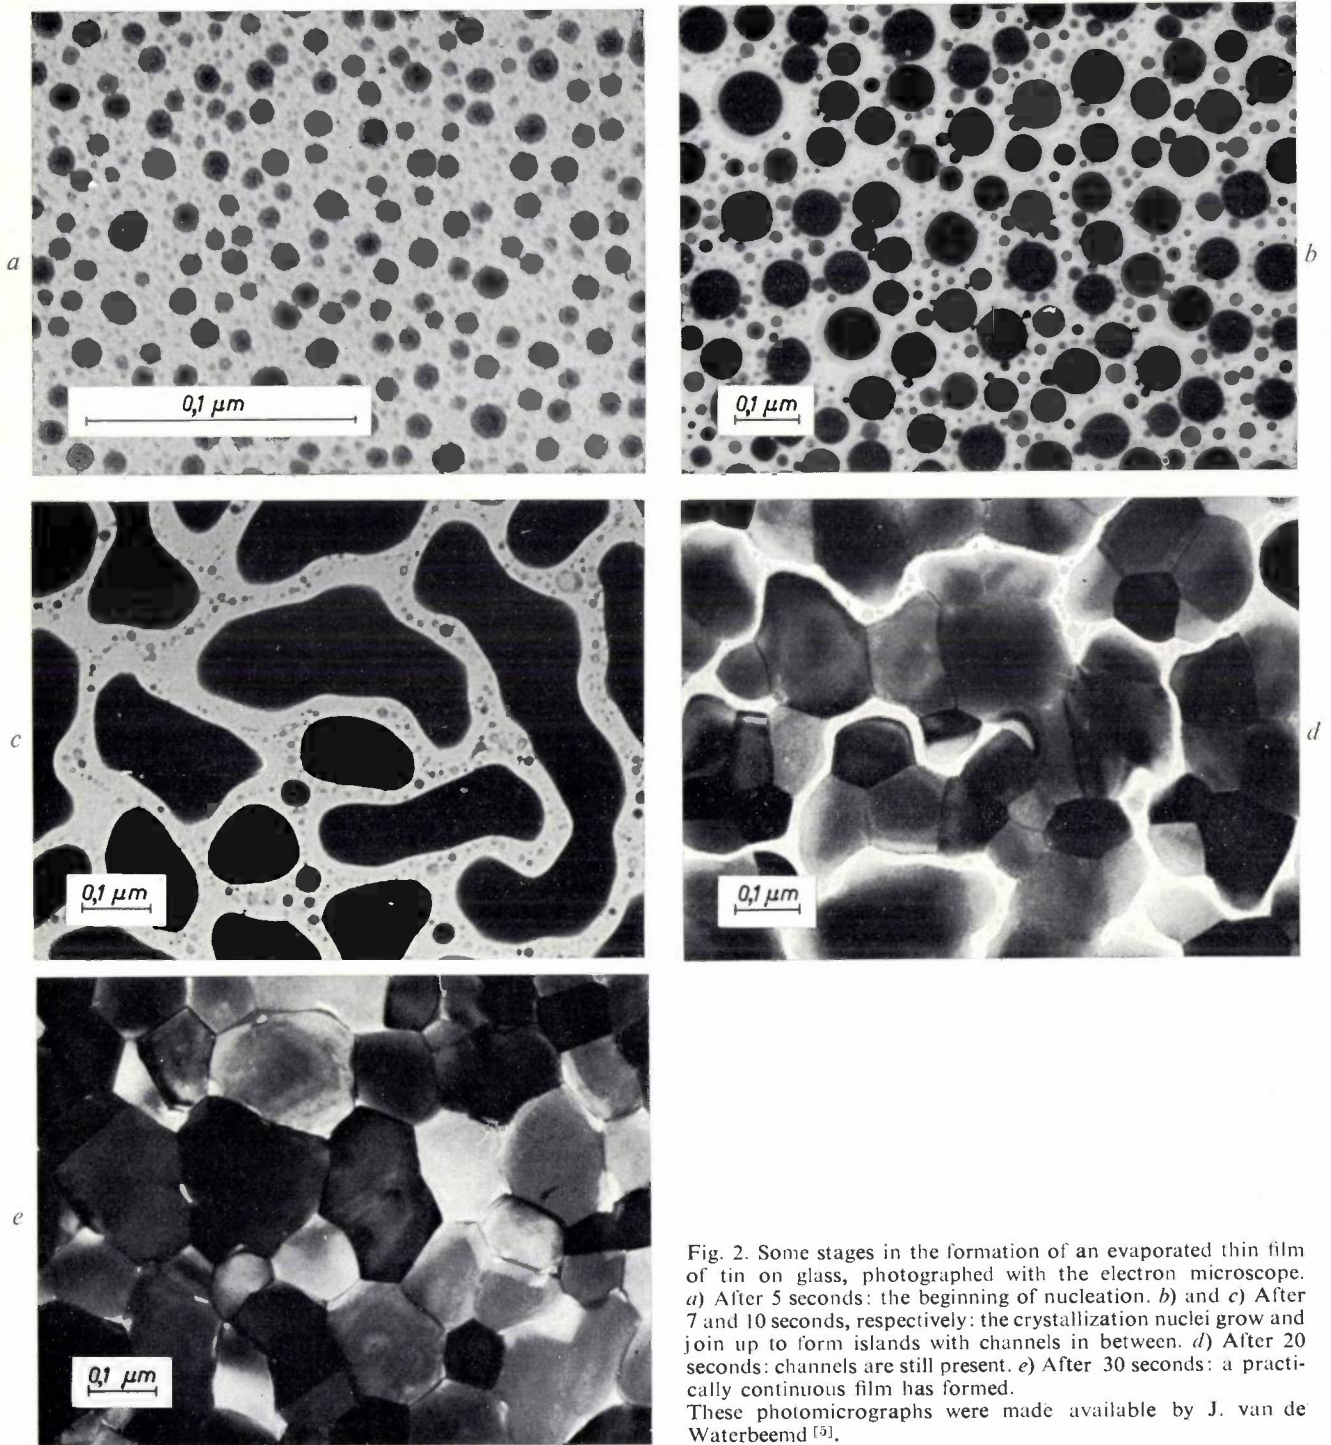 a
0,1 μm
b
0,1 μm
c
0,1 μm
d
0,1 μm
e
0,1 μm
Fig. 2. Some stages in the formation of an evaporated thin film
of tin on glass, photographed with the electron microscope.
a) After 5 seconds: the beginning of nucleation. b) and c) After
7 and 10 seconds, respectively: the crystallization nuclei grow and
join up to form islands with channels in between. d) After 20
seconds: channels are still present. e) After 30 seconds: a practi-
cally continuous film has formed.
These photomicrographs were made available by J. van de
Waterbeemd [5].